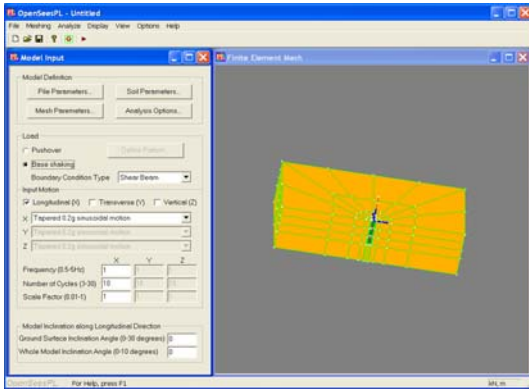 OpenSeesPL - Untitled
File Meshing Analyze Display View Options Help
Model Input
Finite Element Mesh
Model Definition
Pile Parameters...
Soil Parameters...
Mesh Parameters...
Analysis Options...
Load
Pushover
Define Pattern...
Base shaking
Boundary Condition Type Shear Beam
Input Motion
Longitudinal (X) Transverse (Y) Vertical (Z)
X Tapered 0.2g sinusoidal motion
Y Tapered 0.2g sinusoidal motion
Z Tapered 0.2g sinusoidal motion
X Y Z
Frequency (0.5-5Hz) 1
Number of Cycles (3-30) 10
Scale Factor (0.01-1) 1
Model Inclination along Longitudinal Direction
Ground Surface Inclination Angle (0-30 degrees) 0
Whole Model Inclination Angle (0-10 degrees) 0
OpenSeesPL For Help, press F1
kN, m